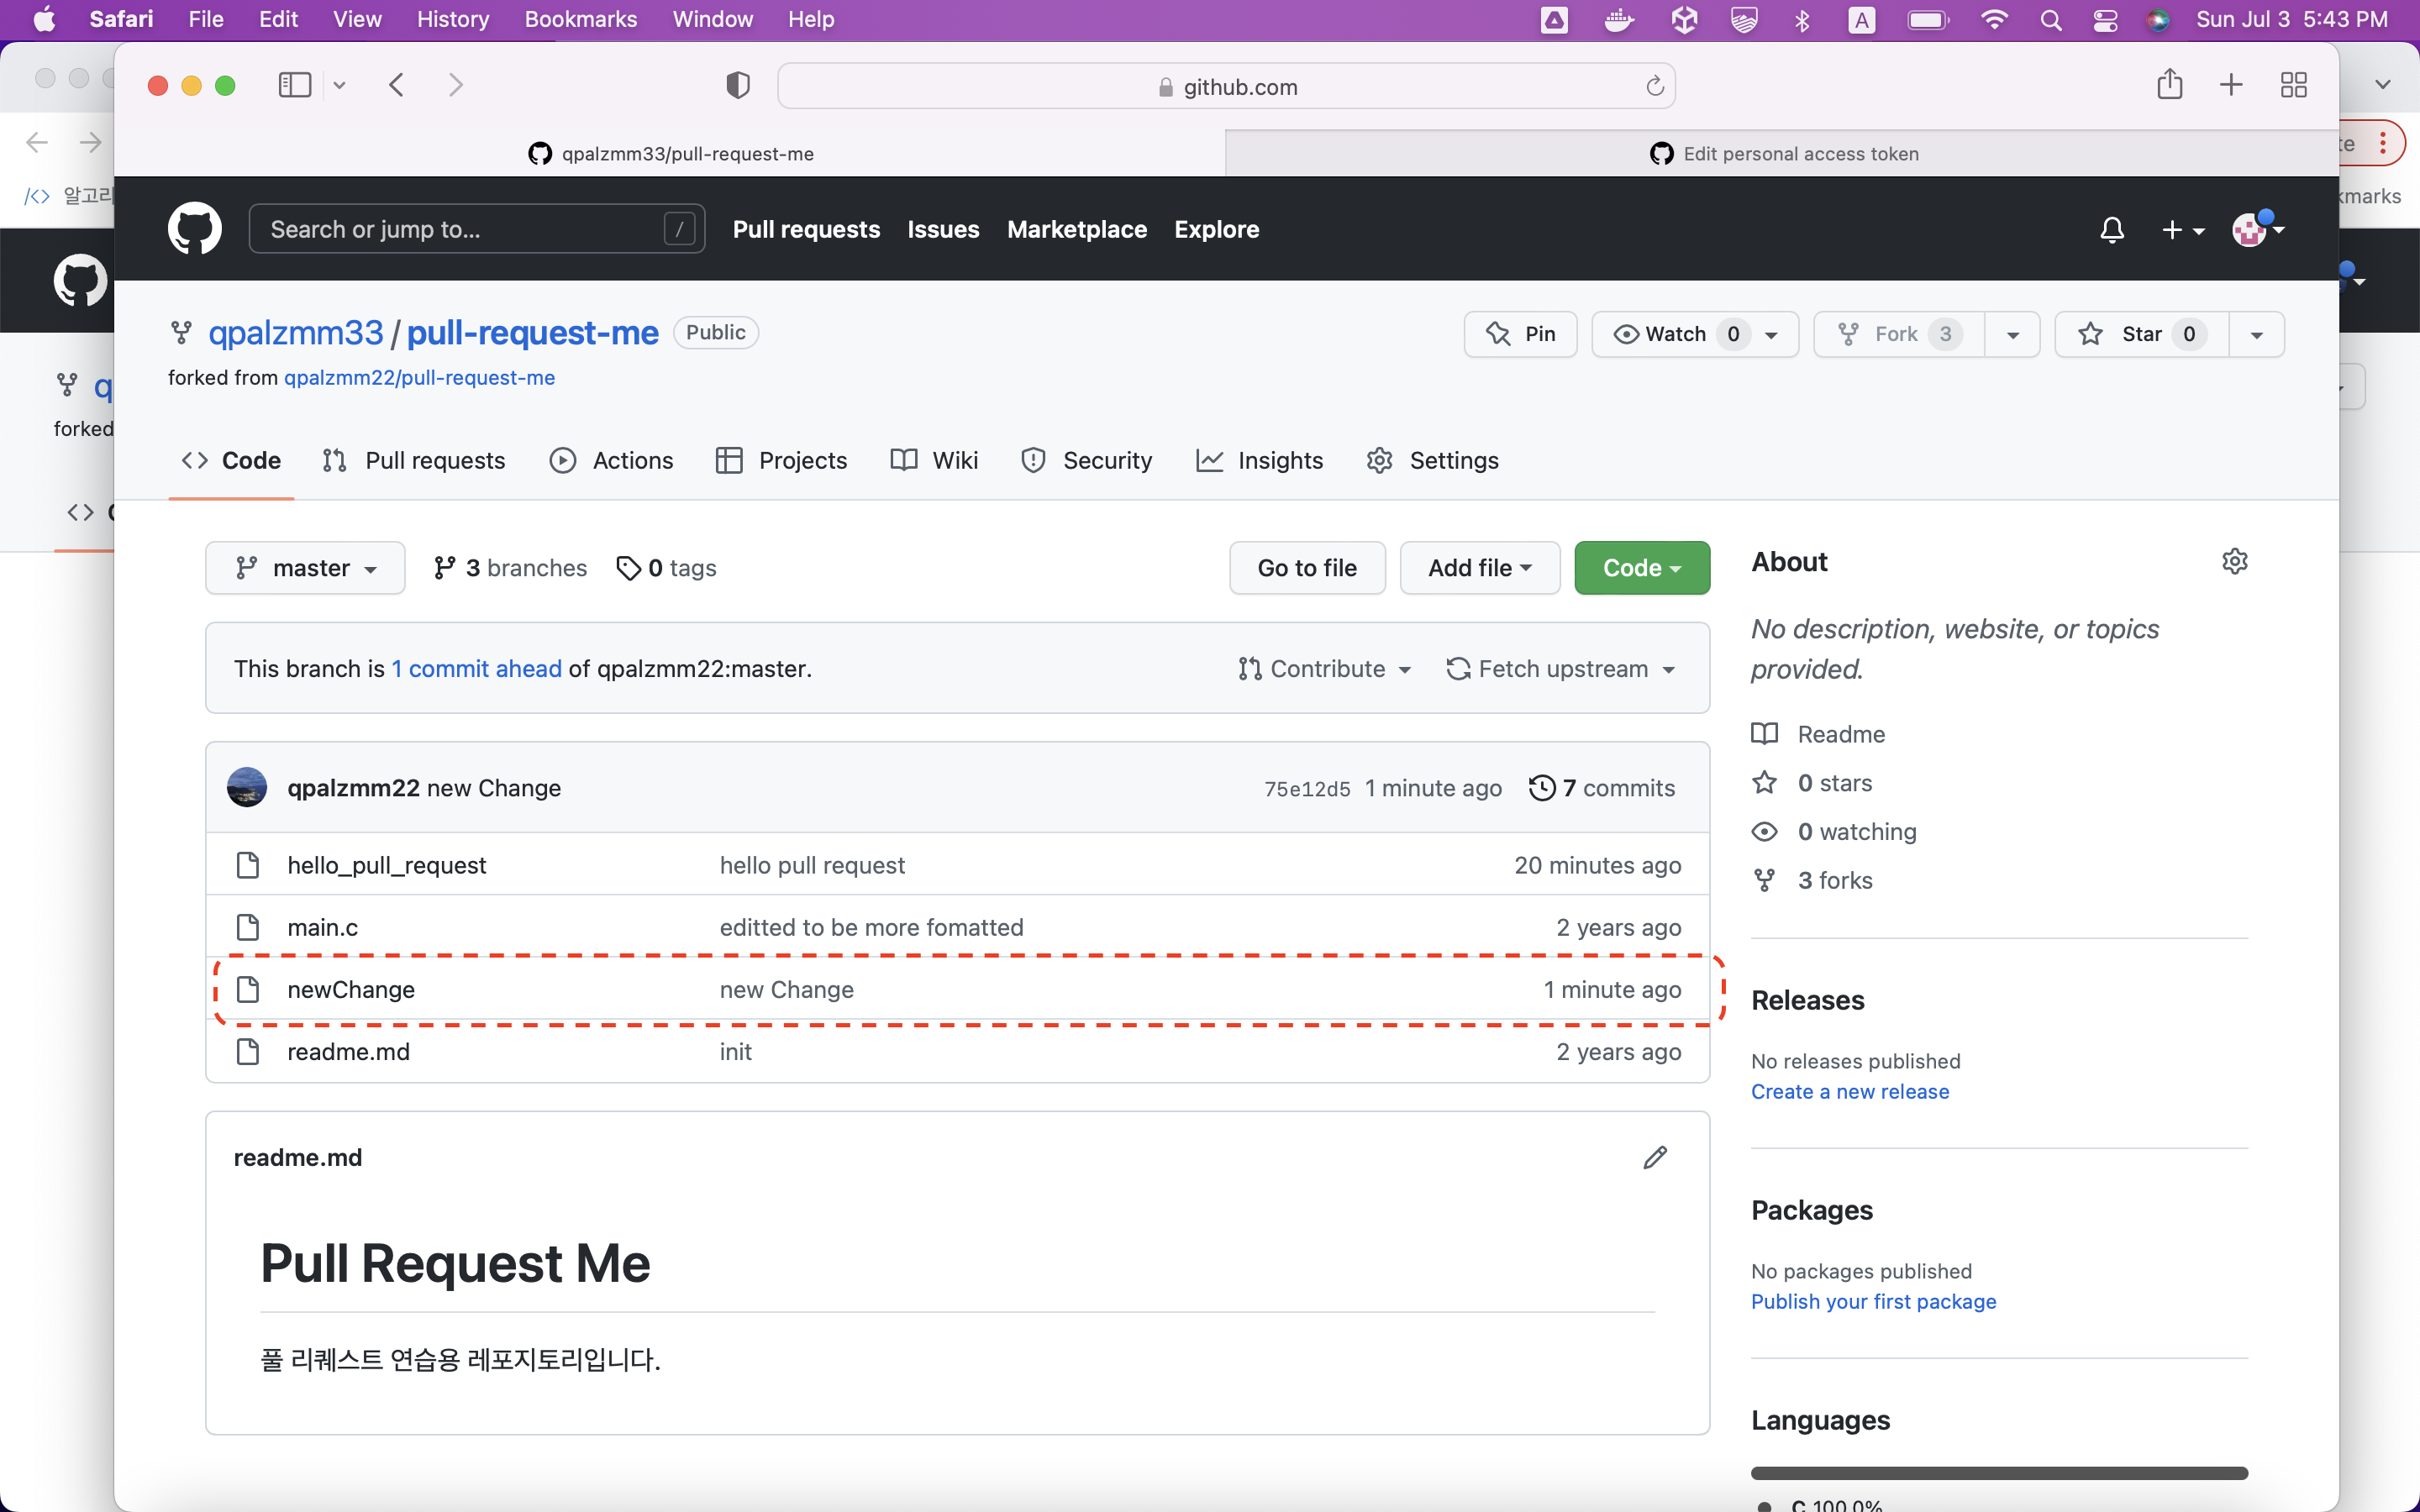 Safari File Edit View History Bookmarks Window Help A Sun Jul 3 5:43 PM
github.com
qpalzmm33/pull-request-me Edit personal access token
알고리
Search or jump to... / Pull requests Issues Marketplace Explore
qpalzmm33 / pull-request-me Public Pin Watch 0 Fork 3 Star 0
forked from qpalzmm22/pull-request-me
forked
Code Pull requests Actions Projects Wiki Security Insights Settings
master 3 branches 0 tags Go to file Add file Code
This branch is 1 commit ahead of qpalzmm22:master. Contribute Fetch upstream
qpalzmm22 new Change 75e12d5 1 minute ago 7 commits
hello_pull_request hello pull request 20 minutes ago
main.c editted to be more fomatted 2 years ago
newChange new Change 1 minute ago
readme.md init 2 years ago
readme.md
Pull Request Me
풀 리퀘스트 연습용 레포지토리입니다.
About
No description, website, or topics
provided.
Readme
0 stars
0 watching
3 forks
Releases
No releases published
Create a new release
Packages
No packages published
Publish your first package
Languages
C 100.0%